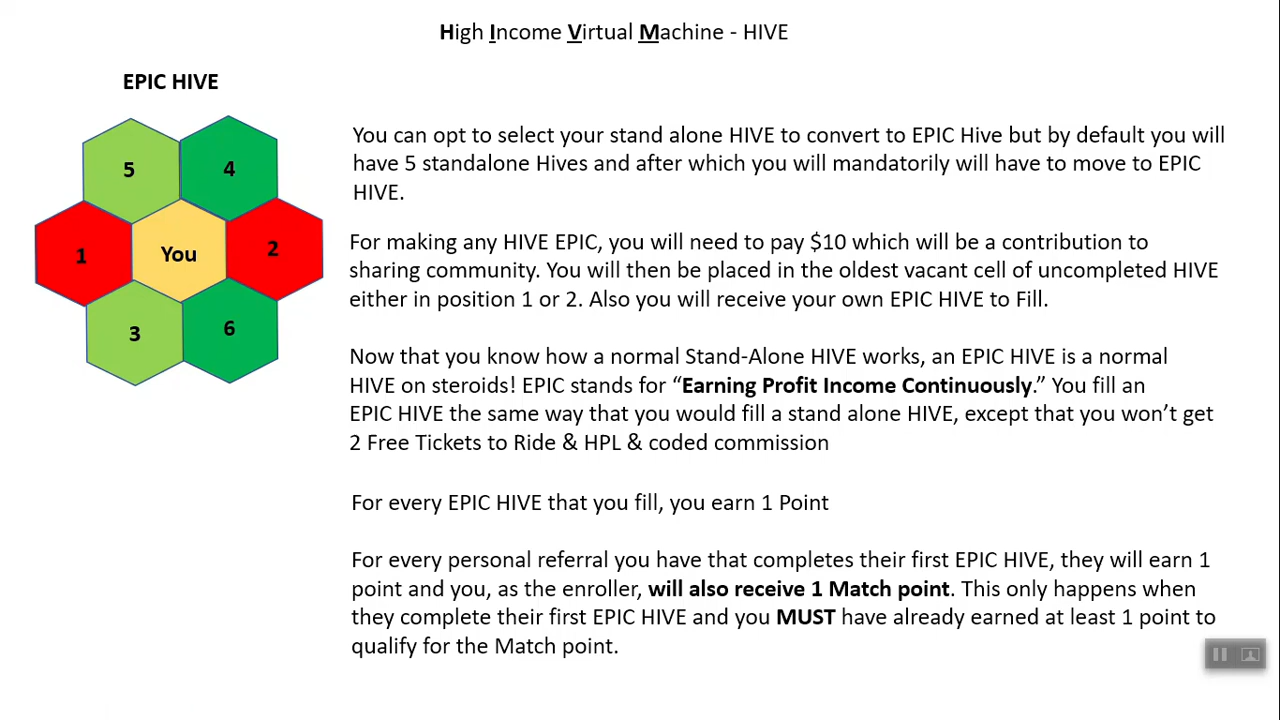 High Income Virtual Machine - HIVE
EPIC HIVE
5
4
1
You
2
3
6
You can opt to select your stand alone HIVE to convert to EPIC Hive but by default you will
have 5 standalone Hives and after which you will mandatorily will have to move to EPIC
HIVE.
For making any HIVE EPIC, you will need to pay $10 which will be a contribution to
sharing community. You will then be placed in the oldest vacant cell of uncompleted HIVE
either in position 1 or 2. Also you will receive your own EPIC HIVE to Fill.
Now that you know how a normal Stand-Alone HIVE works, an EPIC HIVE is a normal
HIVE on steroids! EPIC stands for “Earning Profit Income Continuously.” You fill an
EPIC HIVE the same way that you would fill a stand alone HIVE, except that you won’t get
2 Free Tickets to Ride & HPL & coded commission
For every EPIC HIVE that you fill, you earn 1 Point
For every personal referral you have that completes their first EPIC HIVE, they will earn 1
point and you, as the enroller, will also receive 1 Match point. This only happens when
they complete their first EPIC HIVE and you MUST have already earned at least 1 point to
qualify for the Match point.